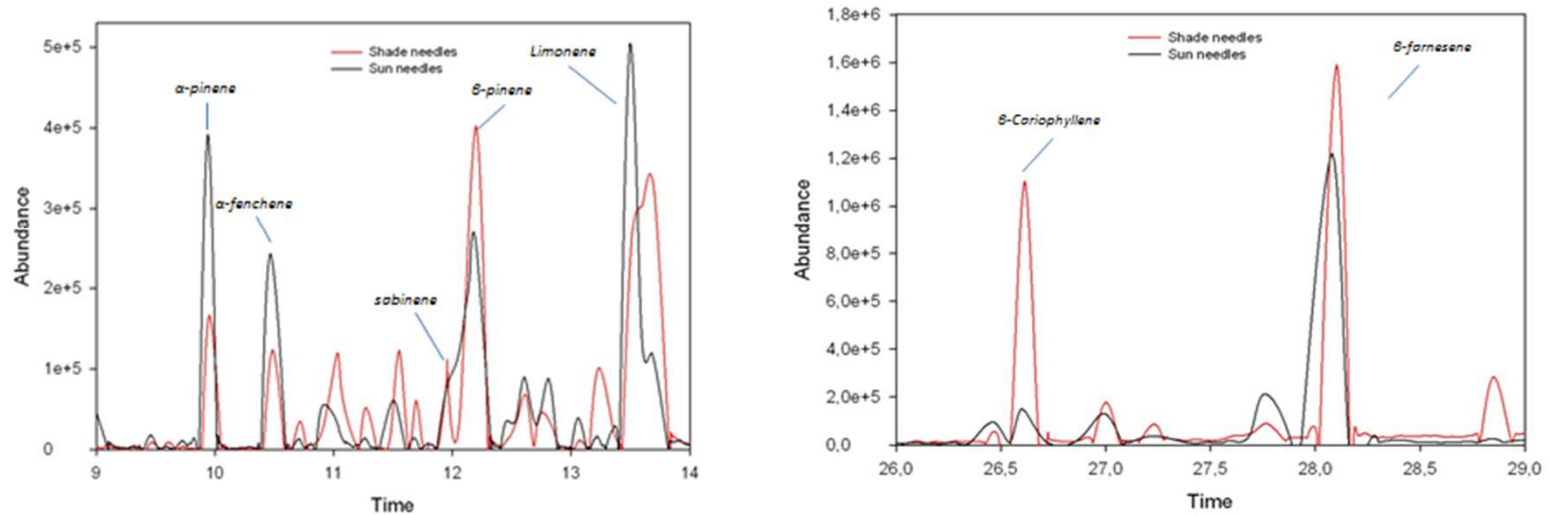 5e+5
4e+5
3e+5
2e+5
1e+5
0
9
10
11
12
13
14
Abundance
Time
Shade needles
Sun needles
α-pinene
α-fenchene
sabinene
β-pinene
Limonene
1,8e+6
1,6e+6
1,4e+6
1,2e+6
1,0e+6
8,0e+5
6,0e+5
4,0e+5
2,0e+5
0,0
26,0
26,5
27,0
27,5
28,0
28,5
29,0
Abundance
Time
Shade needles
Sun needles
β-Cariophyllene
β-farnesene